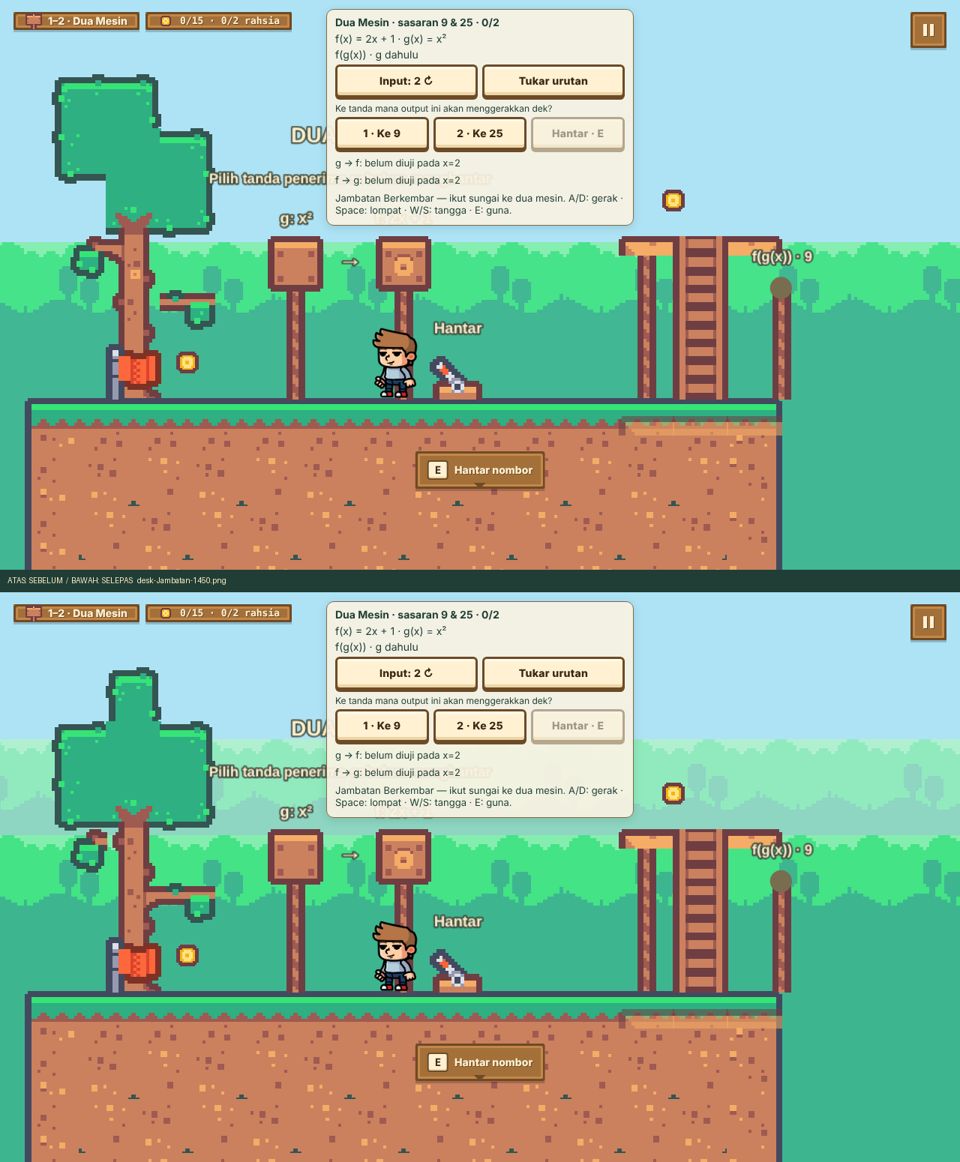 1–2 · Dua Mesin
0/15 · 0/2 rahsia
Dua Mesin · sasaran 9 & 25 · 0/2
f(x) = 2x + 1 · g(x) = x²
f(g(x)) · g dahulu
Input: 2 ↻
Tukar urutan
Ke tanda mana output ini akan menggerakkan dek?
1 · Ke 9
2 · Ke 25
Hantar · E
g → f: belum diuji pada x=2
f → g: belum diuji pada x=2
Jambatan Berkembar — ikut sungai ke dua mesin. A/D: gerak ·
Space: lompat · W/S: tangga · E: guna.
DUA
Pilih tanda
g: x²
→
f(g(x)) · 9
Hantar
E Hantar nombor
ATAS SEBELUM / BAWAH: SELEPAS desk-Jambatan-1450.png
1–2 · Dua Mesin
0/15 · 0/2 rahsia
Dua Mesin · sasaran 9 & 25 · 0/2
f(x) = 2x + 1 · g(x) = x²
f(g(x)) · g dahulu
Input: 2 ↻
Tukar urutan
Ke tanda mana output ini akan menggerakkan dek?
1 · Ke 9
2 · Ke 25
Hantar · E
g → f: belum diuji pada x=2
f → g: belum diuji pada x=2
Jambatan Berkembar — ikut sungai ke dua mesin. A/D: gerak ·
Space: lompat · W/S: tangga · E: guna.
DUA
Pilih tanda
g: x²
→
f(g(x)) · 9
Hantar
E Hantar nombor